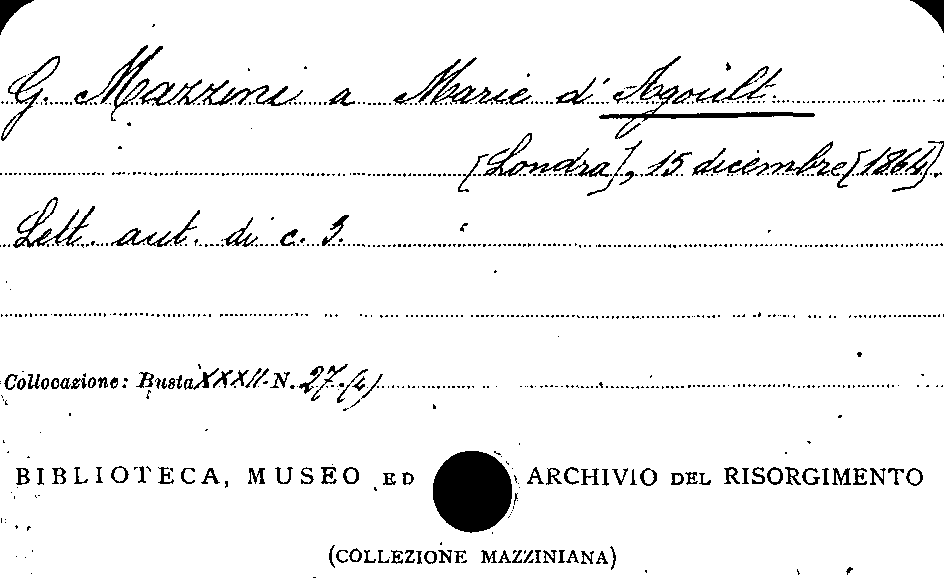 G. Mazzini a Marie d'Agoult.
[Londra], 15 dicembre [1864].
Lett. aut. di c. 3.
Collocazione: Busta XXXII - N. 27.(4)
BIBLIOTECA, MUSEO ED ARCHIVIO DEL RISORGIMENTO
(COLLEZIONE MAZZINIANA)